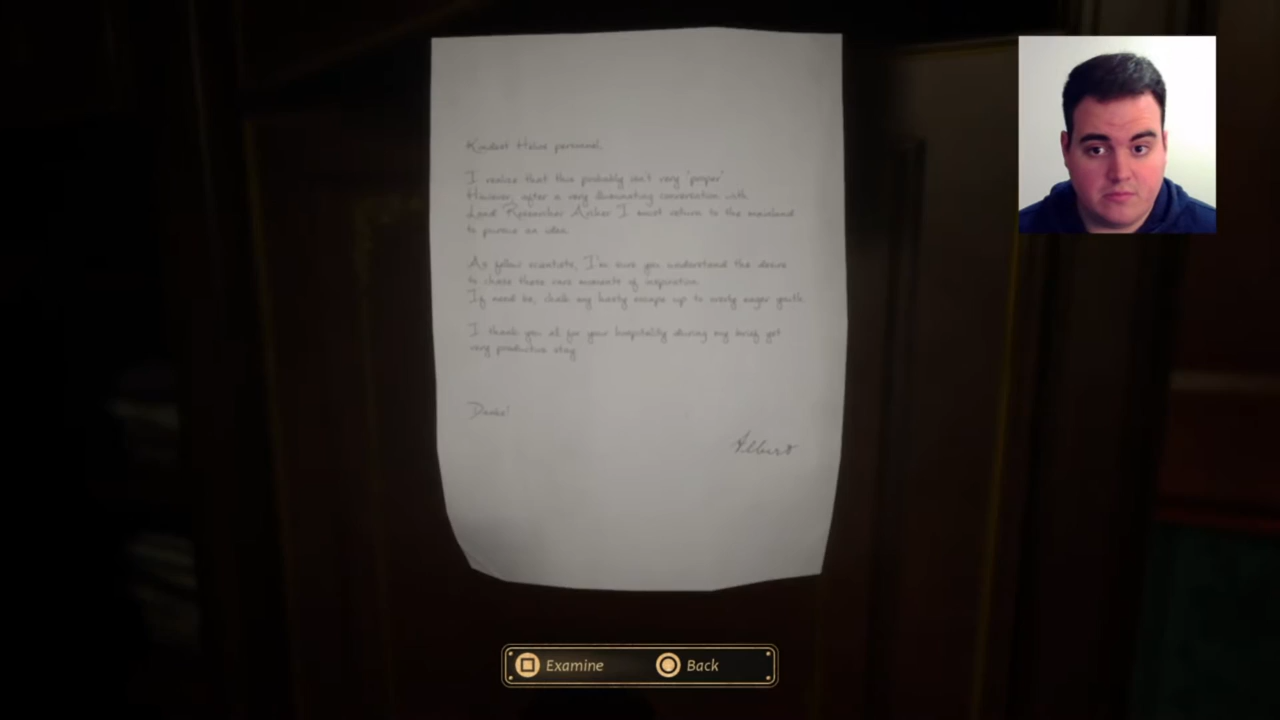 Kindest Helios personnel,
I realize that this probably isn't very 'proper'
However, after a very illuminating conversation with
Lead Researcher Archer I must return to the mainland
to pursue an idea.
As fellow scientists, I'm sure you understand the desire
to chase these rare moments of inspiration.
If need be, chalk my hasty escape up to overly eager youth.
I thank you all for your hospitality during my brief yet
very productive stay
Danke!
Albert
Examine
Back